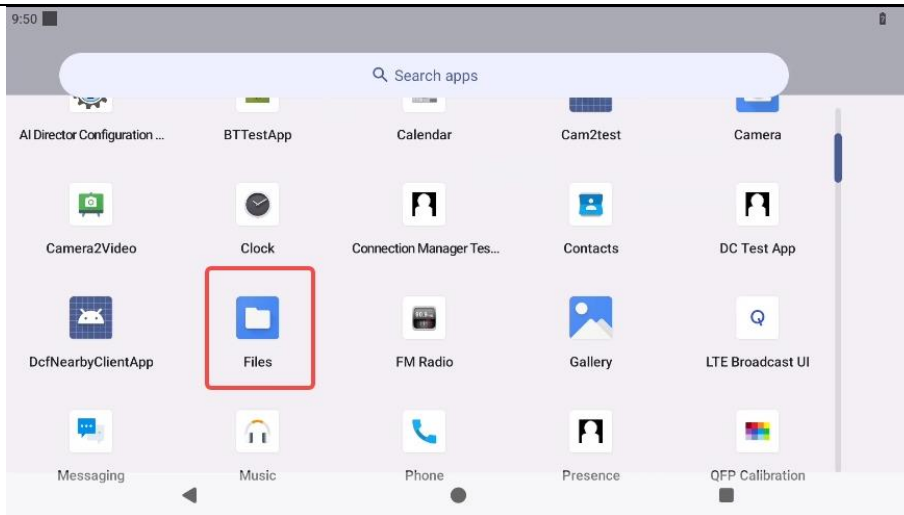 9:50
Search apps
AI Director Configuration ...
BTTestApp
Calendar
Cam2test
Camera
Camera2Video
Clock
Connection Manager Tes...
Contacts
DC Test App
DcfNearbyClientApp
Files
FM Radio
Gallery
LTE Broadcast UI
Messaging
Music
Phone
Presence
QFP Calibration